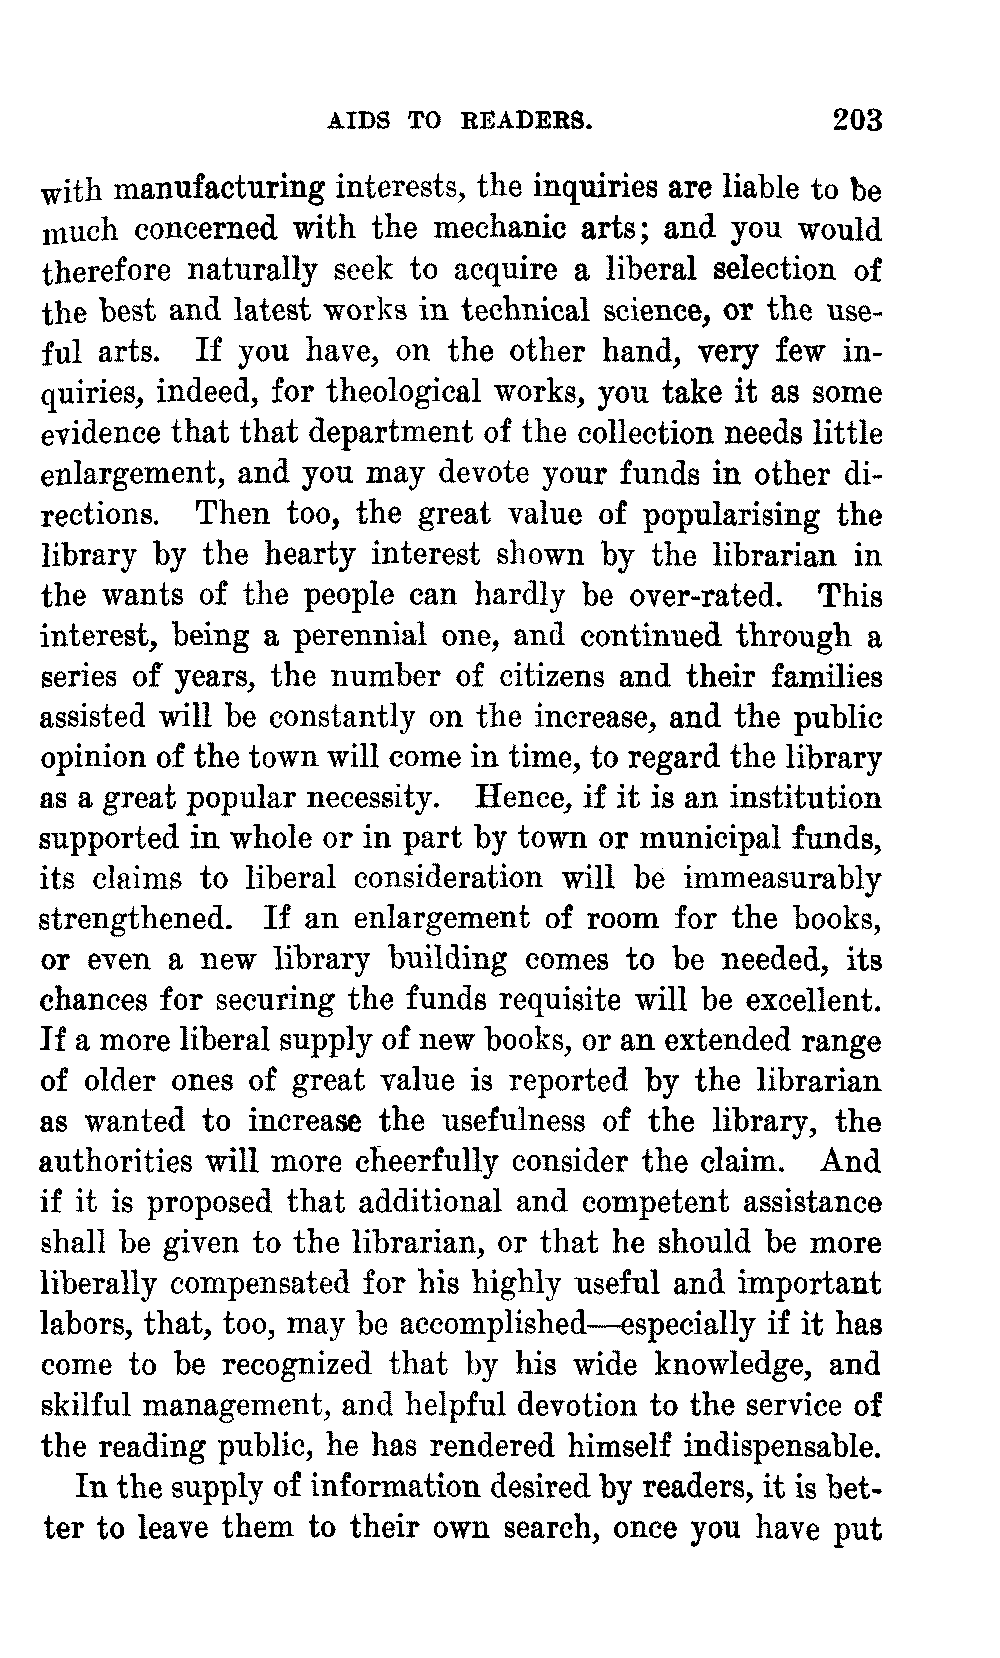 AIDS TO READERS. 203
with manufacturing interests, the inquiries are liable to be
much concerned with the mechanic arts; and you would
therefore naturally seek to acquire a liberal selection of
the best and latest works in technical science, or the use-
ful arts. If you have, on the other hand, very few in-
quiries, indeed, for theological works, you take it as some
evidence that that department of the collection needs little
enlargement, and you may devote your funds in other di-
rections. Then too, the great value of popularising the
library by the hearty interest shown by the librarian in
the wants of the people can hardly be over-rated. This
interest, being a perennial one, and continued through a
series of years, the number of citizens and their families
assisted will be constantly on the increase, and the public
opinion of the town will come in time, to regard the library
as a great popular necessity. Hence, if it is an institution
supported in whole or in part by town or municipal funds,
its claims to liberal consideration will be immeasurably
strengthened. If an enlargement of room for the books,
or even a new library building comes to be needed, its
chances for securing the funds requisite will be excellent.
If a more liberal supply of new books, or an extended range
of older ones of great value is reported by the librarian
as wanted to increase the usefulness of the library, the
authorities will more cheerfully consider the claim. And
if it is proposed that additional and competent assistance
shall be given to the librarian, or that he should be more
liberally compensated for his highly useful and important
labors, that, too, may be accomplished—especially if it has
come to be recognized that by his wide knowledge, and
skilful management, and helpful devotion to the service of
the reading public, he has rendered himself indispensable.
In the supply of information desired by readers, it is bet-
ter to leave them to their own search, once you have put